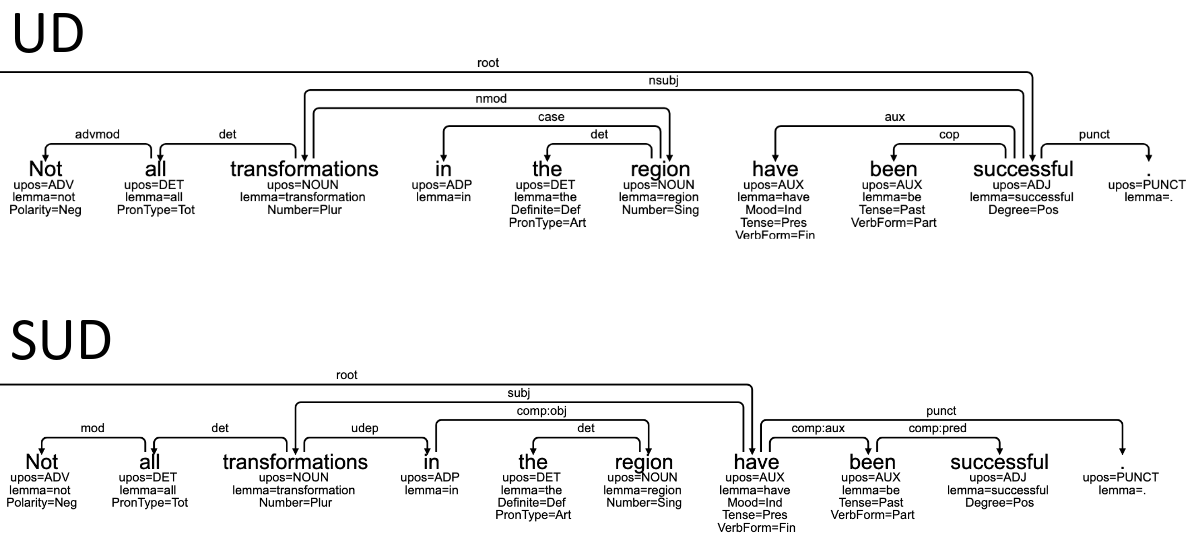 UD
root
nsubj
nmod
case aux
advmod det det cop punct
Not all transformations in the region have been successful .
upos=ADV upos=DET upos=NOUN upos=ADP upos=DET upos=NOUN upos=AUX upos=AUX upos=ADJ upos=PUNCT
lemma=not lemma=all lemma=transformation lemma=in lemma=the lemma=region lemma=have lemma=be lemma=successful lemma=.
Polarity=Neg PronType=Tot Number=Plur Definite=Def Number=Sing Mood=Ind Tense=Past Degree=Pos
PronType=Art Tense=Pres VerbForm=Part
VerbForm=Fin
SUD
root
subj
comp:obj punct
mod det udep det comp:aux comp:pred
Not all transformations in the region have been successful .
upos=ADV upos=DET upos=NOUN upos=ADP upos=DET upos=NOUN upos=AUX upos=AUX upos=ADJ upos=PUNCT
lemma=not lemma=all lemma=transformation lemma=in lemma=the lemma=region lemma=have lemma=be lemma=successful lemma=.
Polarity=Neg PronType=Tot Number=Plur Definite=Def Number=Sing Mood=Ind Tense=Past Degree=Pos
PronType=Art Tense=Pres VerbForm=Part
VerbForm=Fin